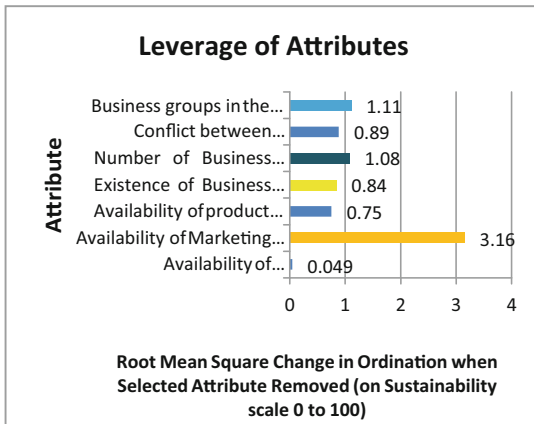 Leverage of Attributes
Attribute
Business groups in the...
1.11
Conflict between...
0.89
Number of Business...
1.08
Existence of Business...
0.84
Availability of product...
0.75
Availability of Marketing...
3.16
Availability of...
0.049
0 1 2 3 4
Root Mean Square Change in Ordination when
Selected Attribute Removed (on Sustainability
scale 0 to 100)